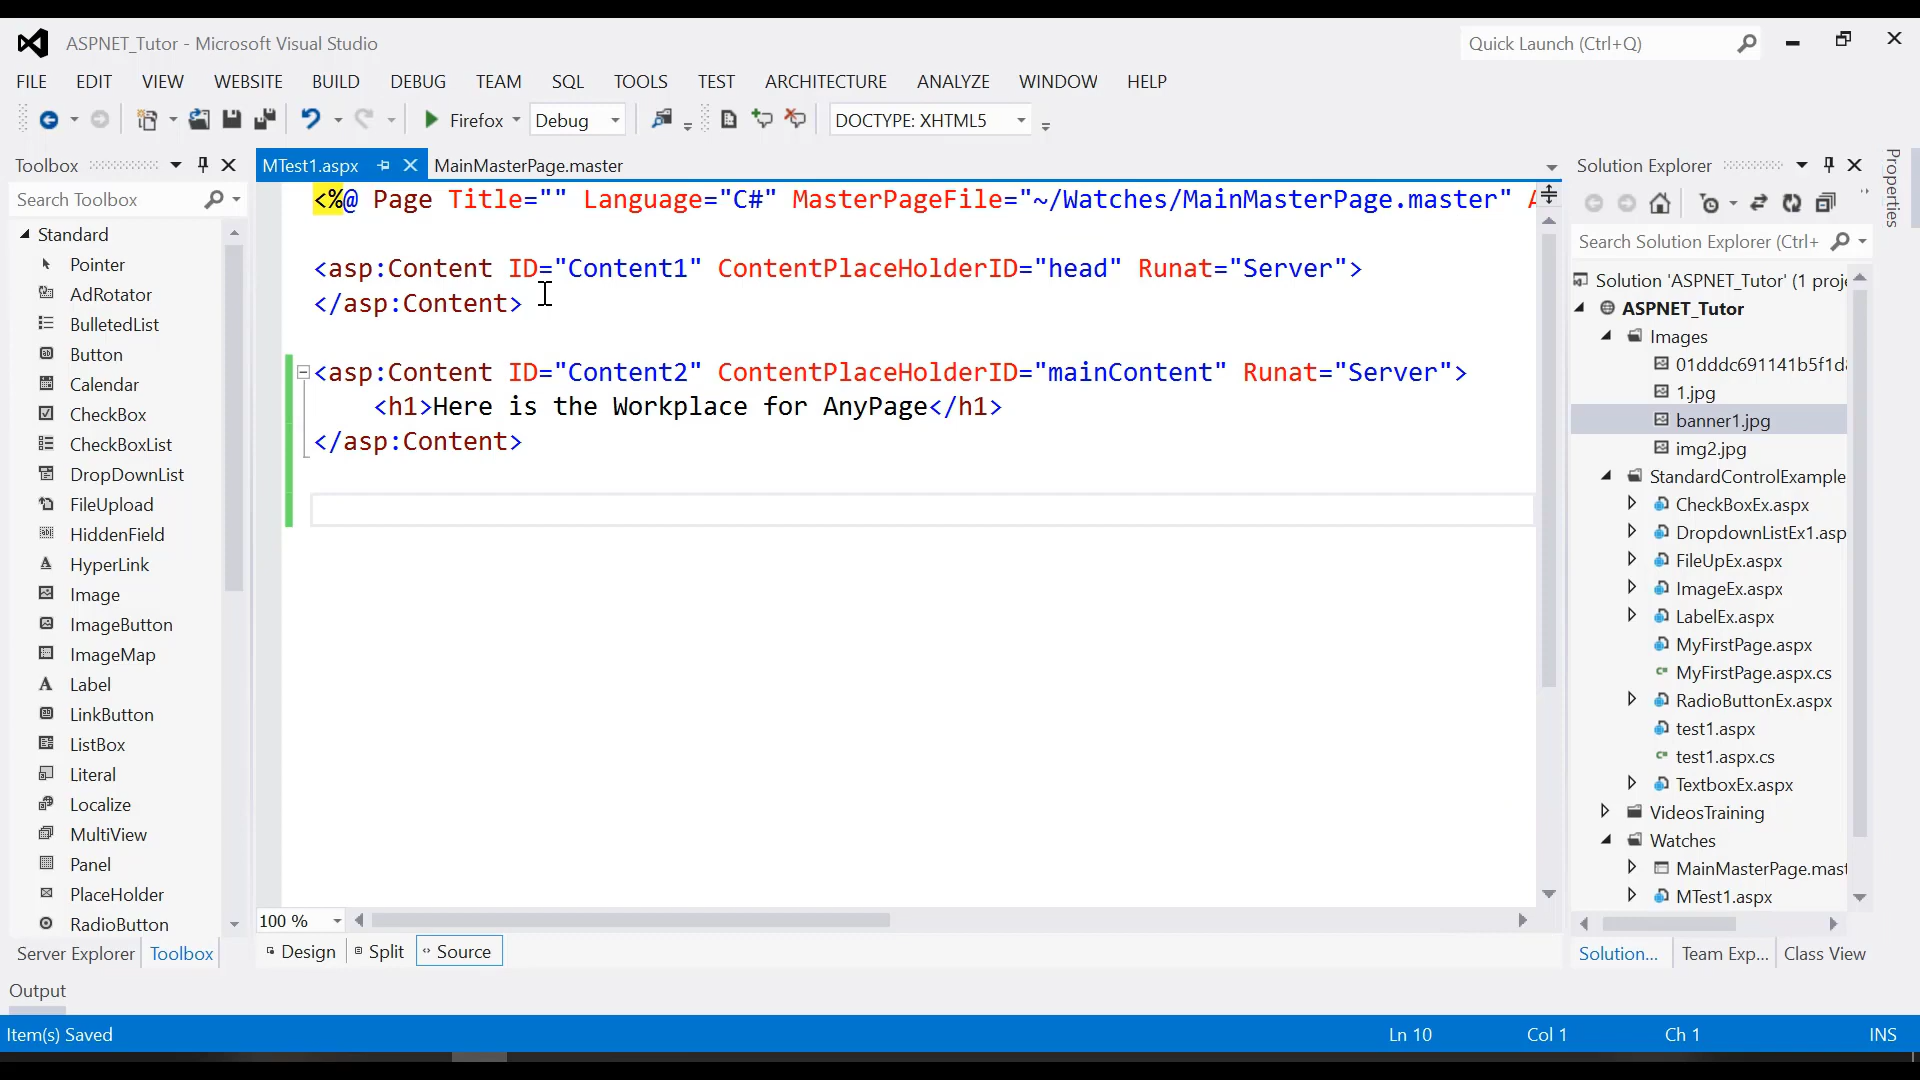 ASPNET_Tutor - Microsoft Visual Studio
Quick Launch (Ctrl+Q)
FILE EDIT VIEW WEBSITE BUILD DEBUG TEAM SQL TOOLS TEST ARCHITECTURE ANALYZE WINDOW HELP
Firefox Debug DOCTYPE: XHTML5
Toolbox
Search Toolbox
Standard
Pointer
AdRotator
BulletedList
Button
Calendar
CheckBox
CheckBoxList
DropDownList
FileUpload
HiddenField
HyperLink
Image
ImageButton
ImageMap
Label
LinkButton
ListBox
Literal
Localize
MultiView
Panel
PlaceHolder
RadioButton
Server Explorer Toolbox
MTest1.aspx MainMasterPage.master
<%@ Page Title="" Language="C#" MasterPageFile="~/Watches/MainMasterPage.master" A
<asp:Content ID="Content1" ContentPlaceHolderID="head" Runat="Server">
</asp:Content>
<asp:Content ID="Content2" ContentPlaceHolderID="mainContent" Runat="Server">
<h1>Here is the Workplace for AnyPage</h1>
</asp:Content>
100 %
Design Split Source
Solution Explorer
Search Solution Explorer (Ctrl+
Solution 'ASPNET_Tutor' (1 proje
ASPNET_Tutor
Images
01dddc691141b5f1d8
1.jpg
banner1.jpg
img2.jpg
StandardControlExample
CheckBoxEx.aspx
DropdownListEx1.asp
FileUpEx.aspx
ImageEx.aspx
LabelEx.aspx
MyFirstPage.aspx
MyFirstPage.aspx.cs
RadioButtonEx.aspx
test1.aspx
test1.aspx.cs
TextboxEx.aspx
VideosTraining
Watches
MainMasterPage.mast
MTest1.aspx
Solution... Team Exp... Class View
Properties
Output
Item(s) Saved
Ln 10 Col 1 Ch 1 INS